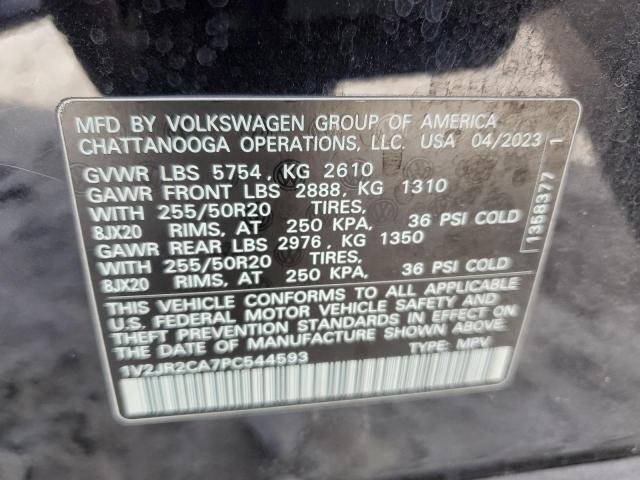 MFD BY VOLKSWAGEN GROUP OF AMERICA
CHATTANOOGA OPERATIONS, LLC. USA 04/2023
GVWR LBS 5754 , KG 2610
GAWR FRONT LBS 2888, KG 1310
WITH 255/50R20 TIRES,
8JX20 RIMS, AT 250 KPA, 36 PSI COLD
GAWR REAR LBS 2976 , KG 1350
WITH 255/50R20 TIRES,
8JX20 RIMS, AT 250 KPA, 36 PSI COLD
THIS VEHICLE CONFORMS TO ALL APPLICABLE
U.S. FEDERAL MOTOR VEHICLE SAFETY AND
THEFT PREVENTION STANDARDS IN EFFECT
ON THE DATE OF MANUFACTURE SHOWN ABOVE.
1V2JR2CA7PC544593 TYPE: MPV
1358377 1